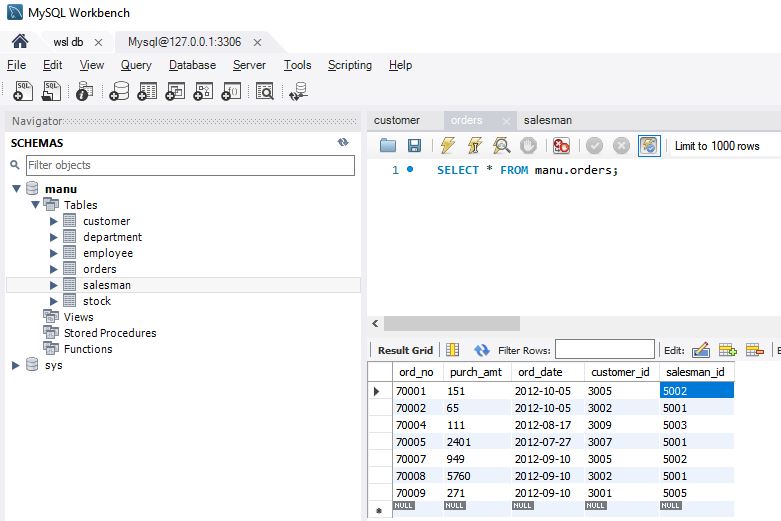 MySQL Workbench
wsl db Mysql@127.0.0.1:3306
File Edit View Query Database Server Tools Scripting Help
Navigator
SCHEMAS
Filter objects
manu
Tables
customer
department
employee
orders
salesman
stock
Views
Stored Procedures
Functions
sys
customer orders salesman
Limit to 1000 rows
1 SELECT * FROM manu.orders;
Result Grid Filter Rows: Edit:
ord_no purch_amt ord_date customer_id salesman_id
70001 151 2012-10-05 3005 5002
70002 65 2012-10-05 3002 5001
70004 111 2012-08-17 3009 5003
70005 2401 2012-07-27 3007 5001
70007 949 2012-09-10 3005 5002
70008 5760 2012-09-10 3002 5001
70009 271 2012-09-10 3001 5005
NULL NULL NULL NULL NULL